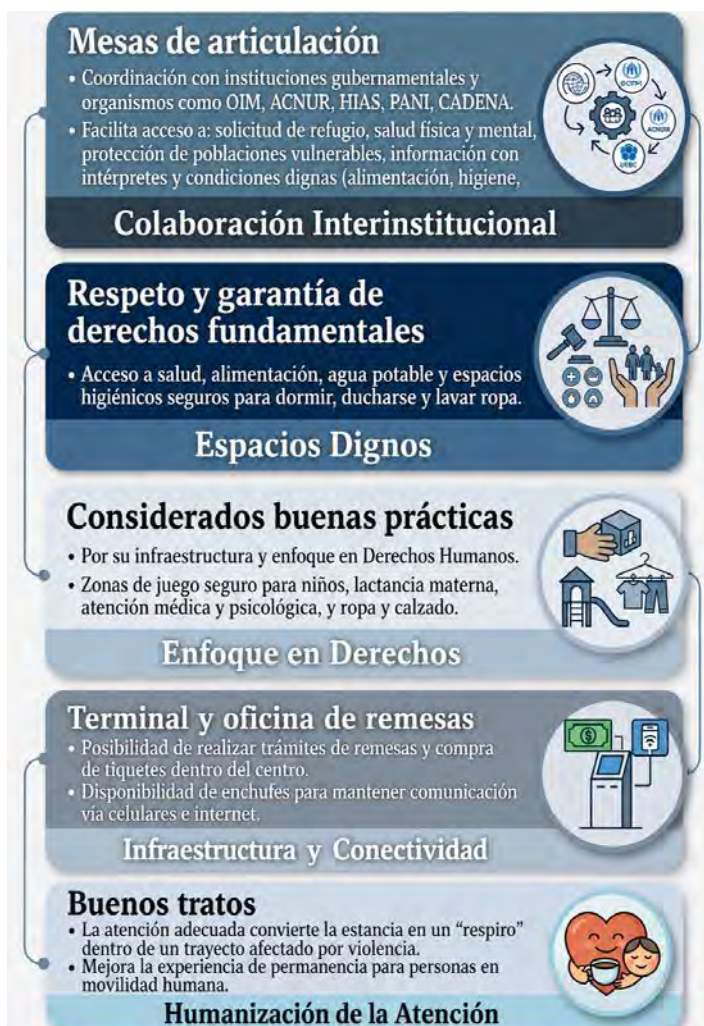 Mesas de articulación
• Coordinación con instituciones gubernamentales y
organismos como OIM, ACNUR, HIAS, PANI, CADENA.
• Facilita acceso a: solicitud de refugio, salud física y mental,
protección de poblaciones vulnerables, información con
intérpretes y condiciones dignas (alimentación, higiene,
ACNUR
Colaboración Interinstitucional
Respeto y garantía de
derechos fundamentales
• Acceso a salud, alimentación, agua potable y espacios
higiénicos seguros para dormir, ducharse y lavar ropa.
Espacios Dignos
Considerados buenas prácticas
• Por su infraestructura y enfoque en Derechos Humanos.
• Zonas de juego seguro para niños, lactancia materna,
atención médica y psicológica, y ropa y calzado.
Enfoque en Derechos
Terminal y oficina de remesas
• Posibilidad de realizar trámites de remesas y compra
de tiquetes dentro del centro.
• Disponibilidad de enchufes para mantener comunicación
vía celulares e internet.
$
Infraestructura y Conectividad
Buenos tratos
• La atención adecuada convierte la estancia en un “respiro”
dentro de un trayecto afectado por violencia.
• Mejora la experiencia de permanencia para personas en
movilidad humana.
Humanización de la Atención